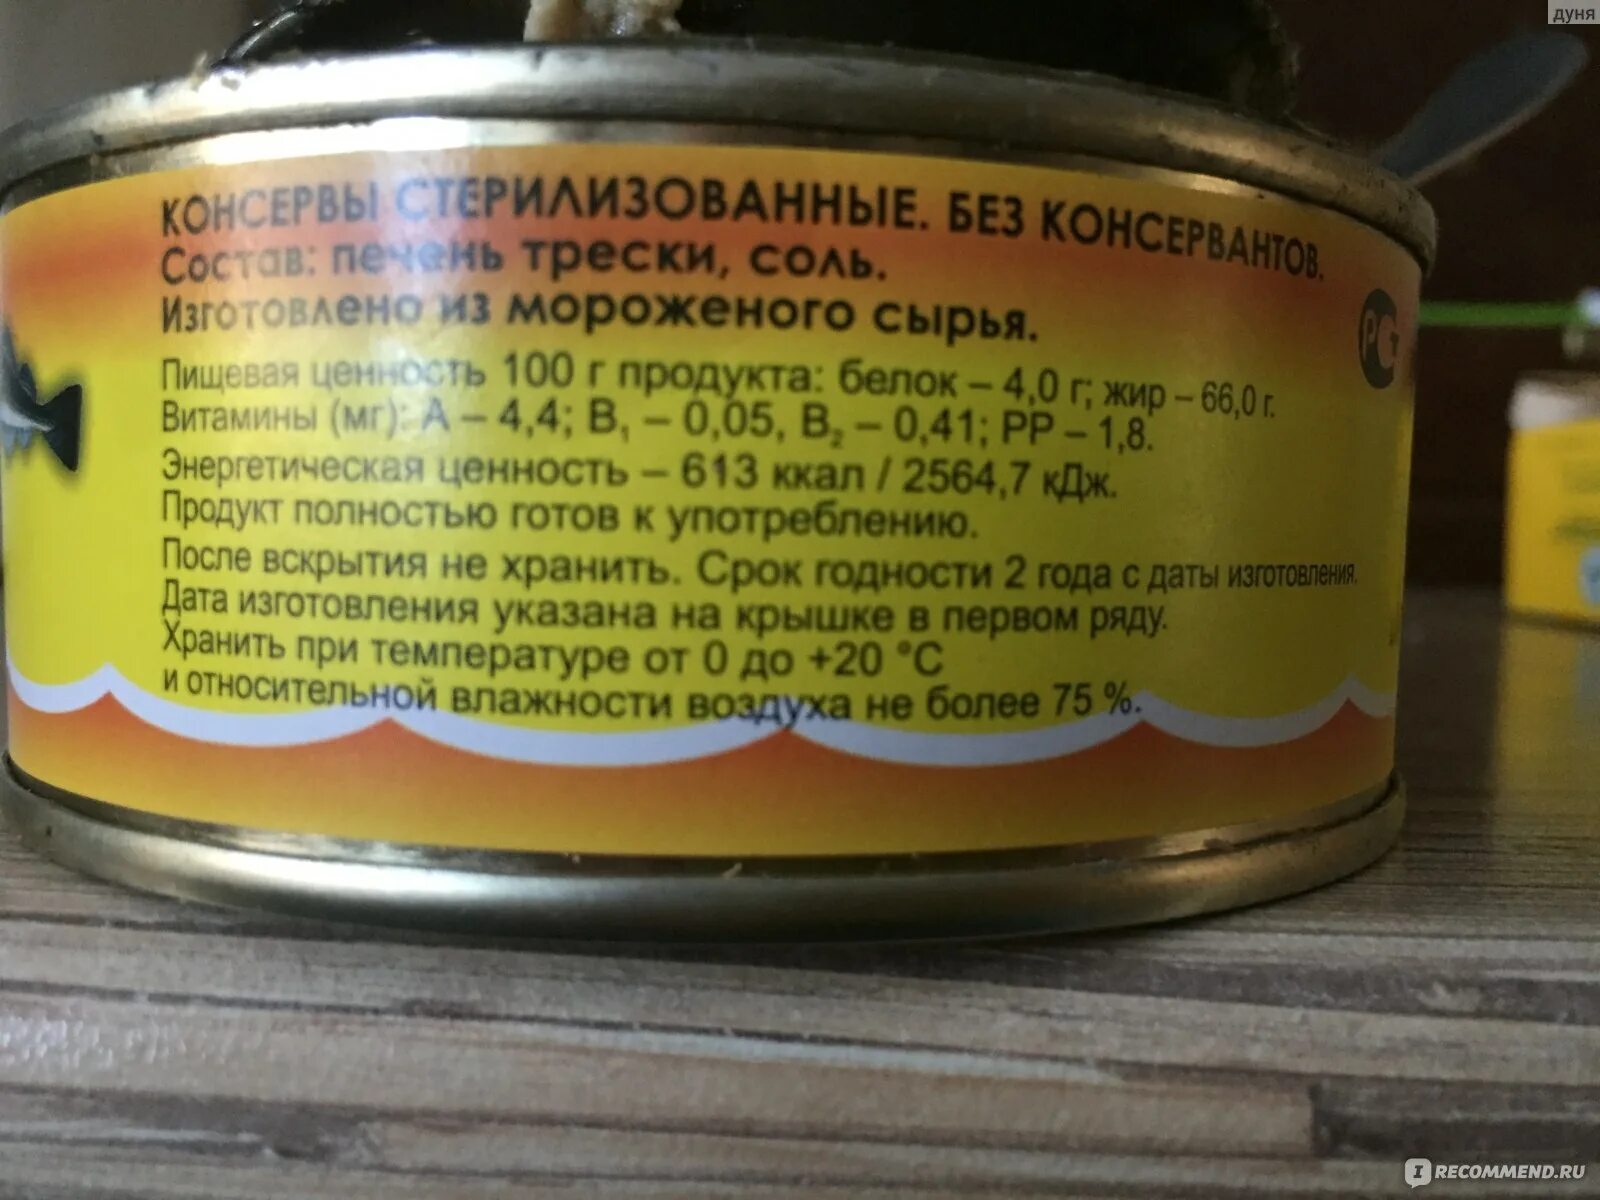 дуня
КОНСЕРВЫ СТЕРИЛИЗОВАННЫЕ. БЕЗ КОНСЕРВАНТОВ.
Состав: печень трески, соль.
Изготовлено из мороженого сырья.
Пищевая ценность 100 г продукта: белок – 4,0 г; жир – 66,0 г.
Витамины (мг): А – 4,4; В₁ – 0,05, В₂ – 0,41; РР – 1,8.
Энергетическая ценность – 613 ккал / 2564,7 кДж.
Продукт полностью готов к употреблению.
После вскрытия не хранить. Срок годности 2 года с даты изготовления.
Дата изготовления указана на крышке в первом ряду.
Хранить при температуре от 0 до +20 °С
и относительной влажности воздуха не более 75 %.
РСТ
IRECOMMEND.RU